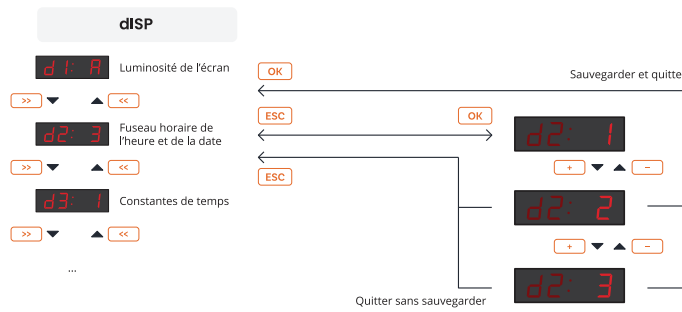 dISP
d1: A
Luminosité de l'écran
OK
Sauvegarder et quitte
>>
<<
ESC
OK
d2: 3
Fuseau horaire de
l'heure et de la date
d2: 1
>>
<<
ESC
+
−
d3: 1
Constantes de temps
d2: 2
>>
<<
+
−
...
d2: 3
Quitter sans sauvegarder